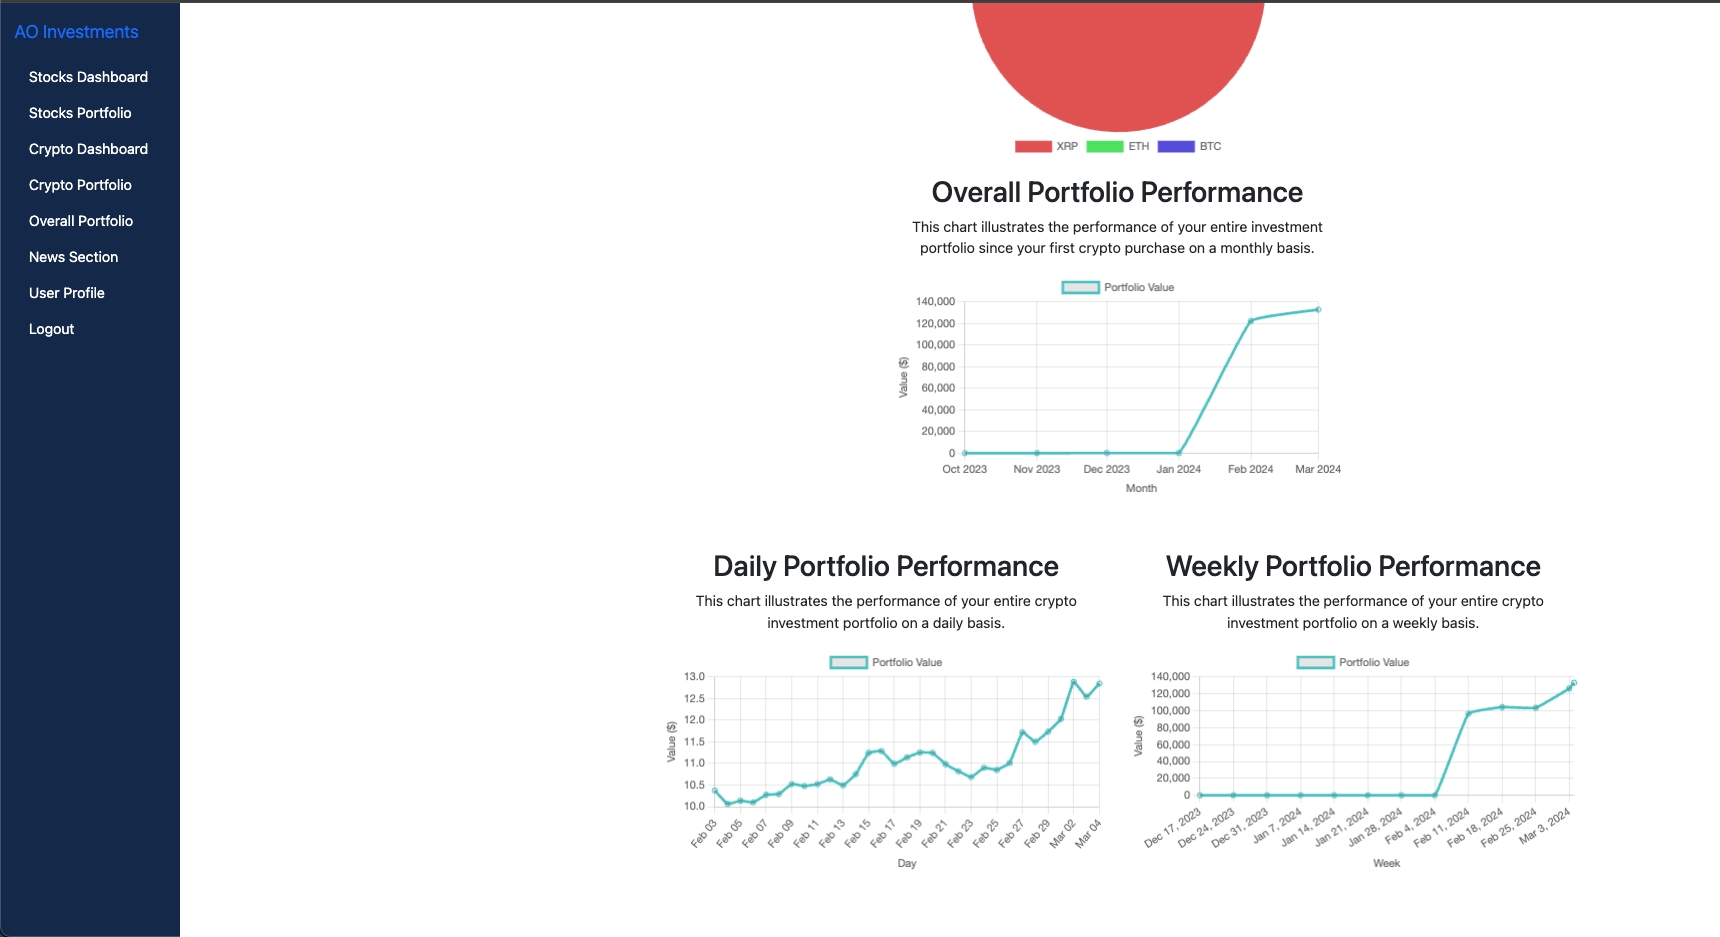 AO Investments
Stocks Dashboard
Stocks Portfolio
Crypto Dashboard
Crypto Portfolio
Overall Portfolio
News Section
User Profile
Logout
XRP ETH BTC
Overall Portfolio Performance
This chart illustrates the performance of your entire investment
portfolio since your first crypto purchase on a monthly basis.
Portfolio Value
140,000
120,000
100,000
80,000
60,000
40,000
20,000
0
Value ($)
Oct 2023 Nov 2023 Dec 2023 Jan 2024 Feb 2024 Mar 2024
Month
Daily Portfolio Performance
This chart illustrates the performance of your entire crypto
investment portfolio on a daily basis.
Portfolio Value
13.0
12.5
12.0
11.5
11.0
10.5
10.0
Value ($)
Feb 03 Feb 05 Feb 07 Feb 09 Feb 11 Feb 13 Feb 15 Feb 17 Feb 19 Feb 21 Feb 23 Feb 25 Feb 27 Feb 29 Mar 02 Mar 04
Day
Weekly Portfolio Performance
This chart illustrates the performance of your entire crypto
investment portfolio on a weekly basis.
Portfolio Value
140,000
120,000
100,000
80,000
60,000
40,000
20,000
0
Value ($)
Dec 17, 2023 Dec 24, 2023 Dec 31, 2023 Jan 7, 2024 Jan 14, 2024 Jan 21, 2024 Jan 28, 2024 Feb 4, 2024 Feb 11, 2024 Feb 18, 2024 Feb 25, 2024 Mar 3, 2024
Week